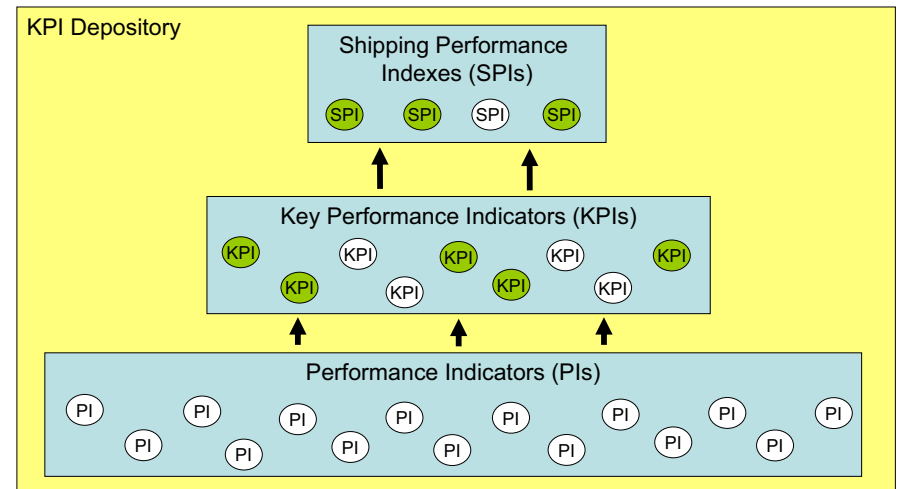 KPI Depository
Shipping Performance
Indexes (SPIs)
SPI SPI SPI SPI
Key Performance Indicators (KPIs)
KPI KPI KPI KPI KPI
KPI KPI KPI KPI
Performance Indicators (PIs)
PI PI PI PI PI PI PI PI
PI PI PI PI PI PI PI